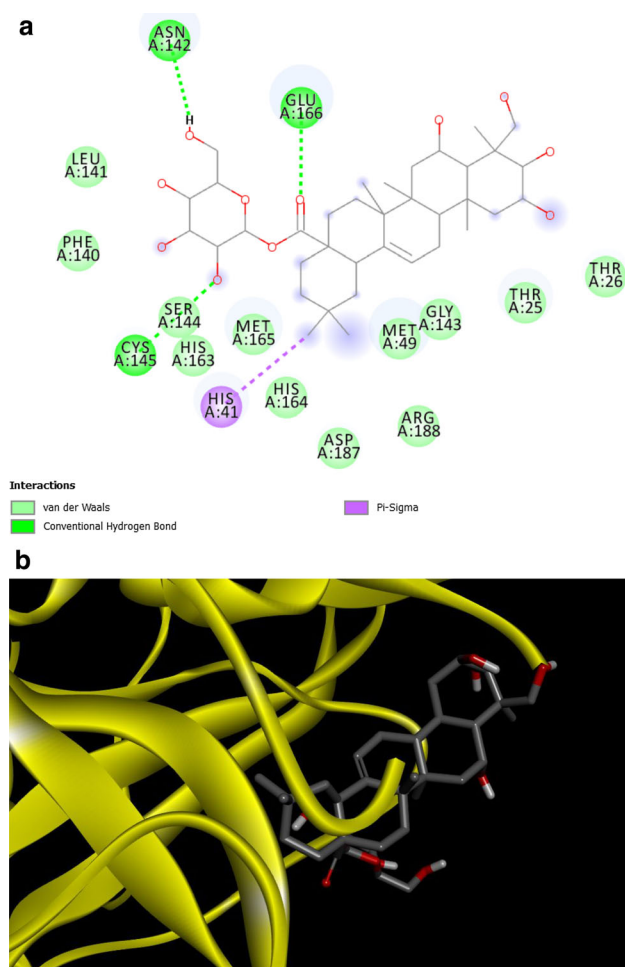 a
ASN
A:142
H
GLU
A:166
LEU
A:141
PHE
A:140
SER
A:144
CYS
A:145
HIS
A:163
MET
A:165
HIS
A:41
HIS
A:164
MET
A:49
GLY
A:143
THR
A:25
THR
A:26
ASP
A:187
ARG
A:188
O
O
O
O
O
O
O
O
O
O
O
Interactions
van der Waals
Conventional Hydrogen Bond
Pi-Sigma
b